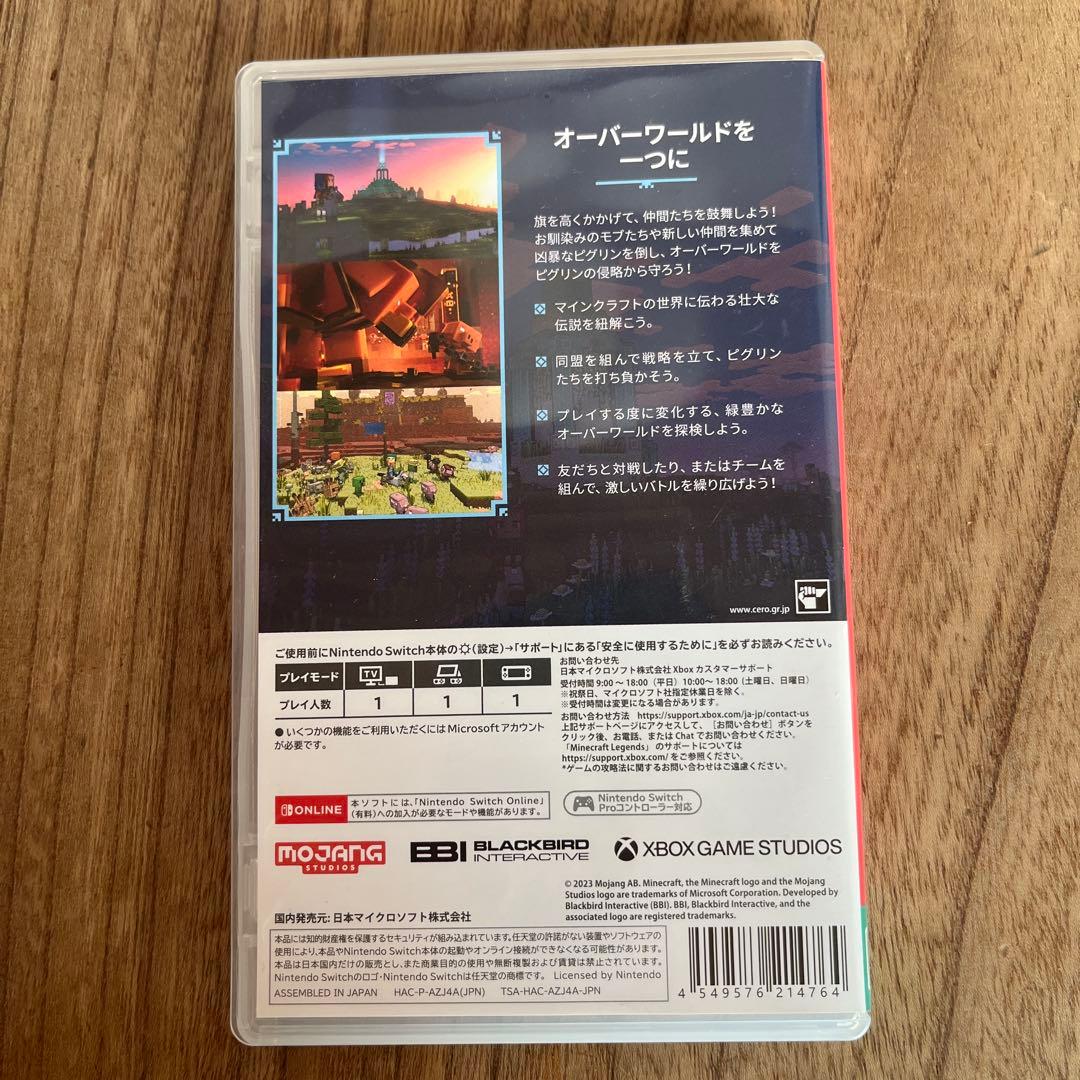 オーバーワールドを
一つに
旗を高くかかげて、仲間たちを鼓舞しよう!
お馴染みのモブたちや新しい仲間を集めて
凶暴なピグリンを倒し、オーバーワールドを
ピグリンの侵略から守ろう!
マインクラフトの世界に伝わる壮大な
伝説を紐解こう。
同盟を組んで戦略を立て、ピグリン
たちを打ち負かそう。
プレイする度に変化する、緑豊かな
オーバーワールドを探検しよう。
友だちと対戦したり、またはチームを
組んで、激しいバトルを繰り広げよう!
www.cero.gr.jp
ご使用前にNintendo Switch本体の(設定)→「サポート」にある「安全に使用するために」を必ずお読みください。
プレイモード
TV
プレイ人数 1 1 1
●いくつかの機能をご利用いただくにはMicrosoftアカウント
が必要です。
お問い合わせ先
日本マイクロソフト株式会社 Xbox カスタマーサポート
受付時間 9:00~18:00(平日) 10:00~18:00(土曜日、日曜日)
※祝祭日、マイクロソフト社指定休業日を除く。
※受付時間は変更になる場合があります。
お問い合わせ方法 https://support.xbox.com/ja-jp/contact-us
上記サポートページにアクセスして、[お問い合わせ]ボタンを
クリック後、お電話、または Chat でお問い合わせください。
「Minecraft Legends」のサポートについては
https://support.xbox.com/ をご参照ください。
*ゲームの攻略法に関するお問い合わせはご遠慮ください。
ONLINE
本ソフトには、「Nintendo Switch Online」
(有料)への加入が必要なモードや機能があります。
Nintendo Switch
Proコントローラー対応
MOJANG
STUDIOS
BBI BLACKBIRD
INTERACTIVE
XBOX GAME STUDIOS
© 2023 Mojang AB. Minecraft, the Minecraft logo and the Mojang
Studios logo are trademarks of Microsoft Corporation. Developed by
Blackbird Interactive (BBI). BBI, Blackbird Interactive, and the
associated logo are registered trademarks.
国内発売元: 日本マイクロソフト株式会社
本品には知的財産権を保護するセキュリティが組み込まれています。任天堂の許諾がない装置やソフトウェアの
使用により、本品やNintendo Switch本体の起動やオンライン接続ができなくなる可能性があります。
本品は日本国内だけの販売とし、また商業目的の使用や無断複製および賃貸は禁止されています。
Nintendo Switchのロゴ・Nintendo Switchは任天堂の商標です。 Licensed by Nintendo
ASSEMBLED IN JAPAN HAC-P-AZJ4A(JPN) TSA-HAC-AZJ4A-JPN
4 549576 214764